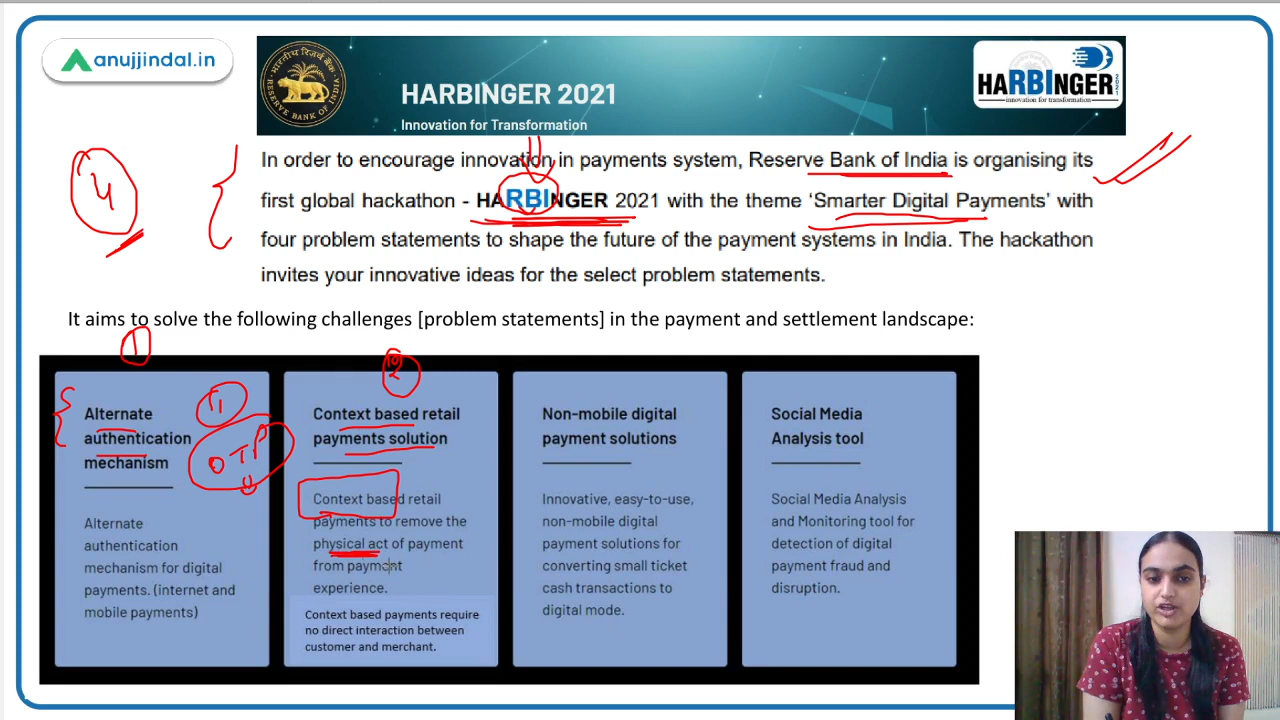 anujjindal.in
भारतीय रिज़र्व बैंक
RESERVE BANK OF INDIA
HARBINGER 2021
Innovation for Transformation
HARBINGER
2021
innovation for transformation
In order to encourage innovation in payments system, Reserve Bank of India is organising its
first global hackathon - HARBINGER 2021 with the theme ‘Smarter Digital Payments’ with
four problem statements to shape the future of the payment systems in India. The hackathon
invites your innovative ideas for the select problem statements.
4
It aims to solve the following challenges [problem statements] in the payment and settlement landscape:
1
2
Alternate
authentication
mechanism
OTP
Alternate
authentication
mechanism for digital
payments. (internet and
mobile payments)
Context based retail
payments solution
Context based retail
payments to remove the
physical act of payment
from payment
experience.
Context based payments require
no direct interaction between
customer and merchant.
Non-mobile digital
payment solutions
Innovative, easy-to-use,
non-mobile digital
payment solutions for
converting small ticket
cash transactions to
digital mode.
Social Media
Analysis tool
Social Media Analysis
and Monitoring tool for
detection of digital
payment fraud and
disruption.